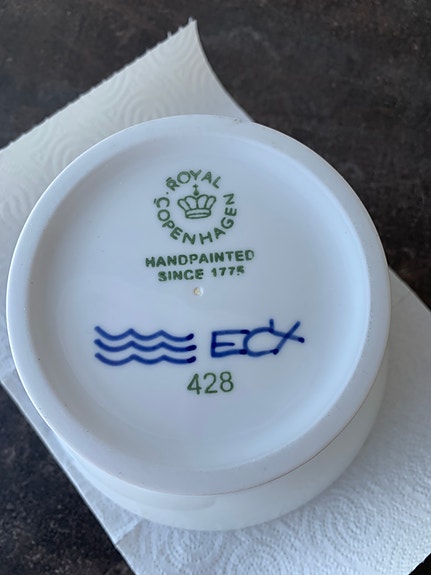 ROYAL
COPENHAGEN
HANDPAINTED
SINCE 1775
428